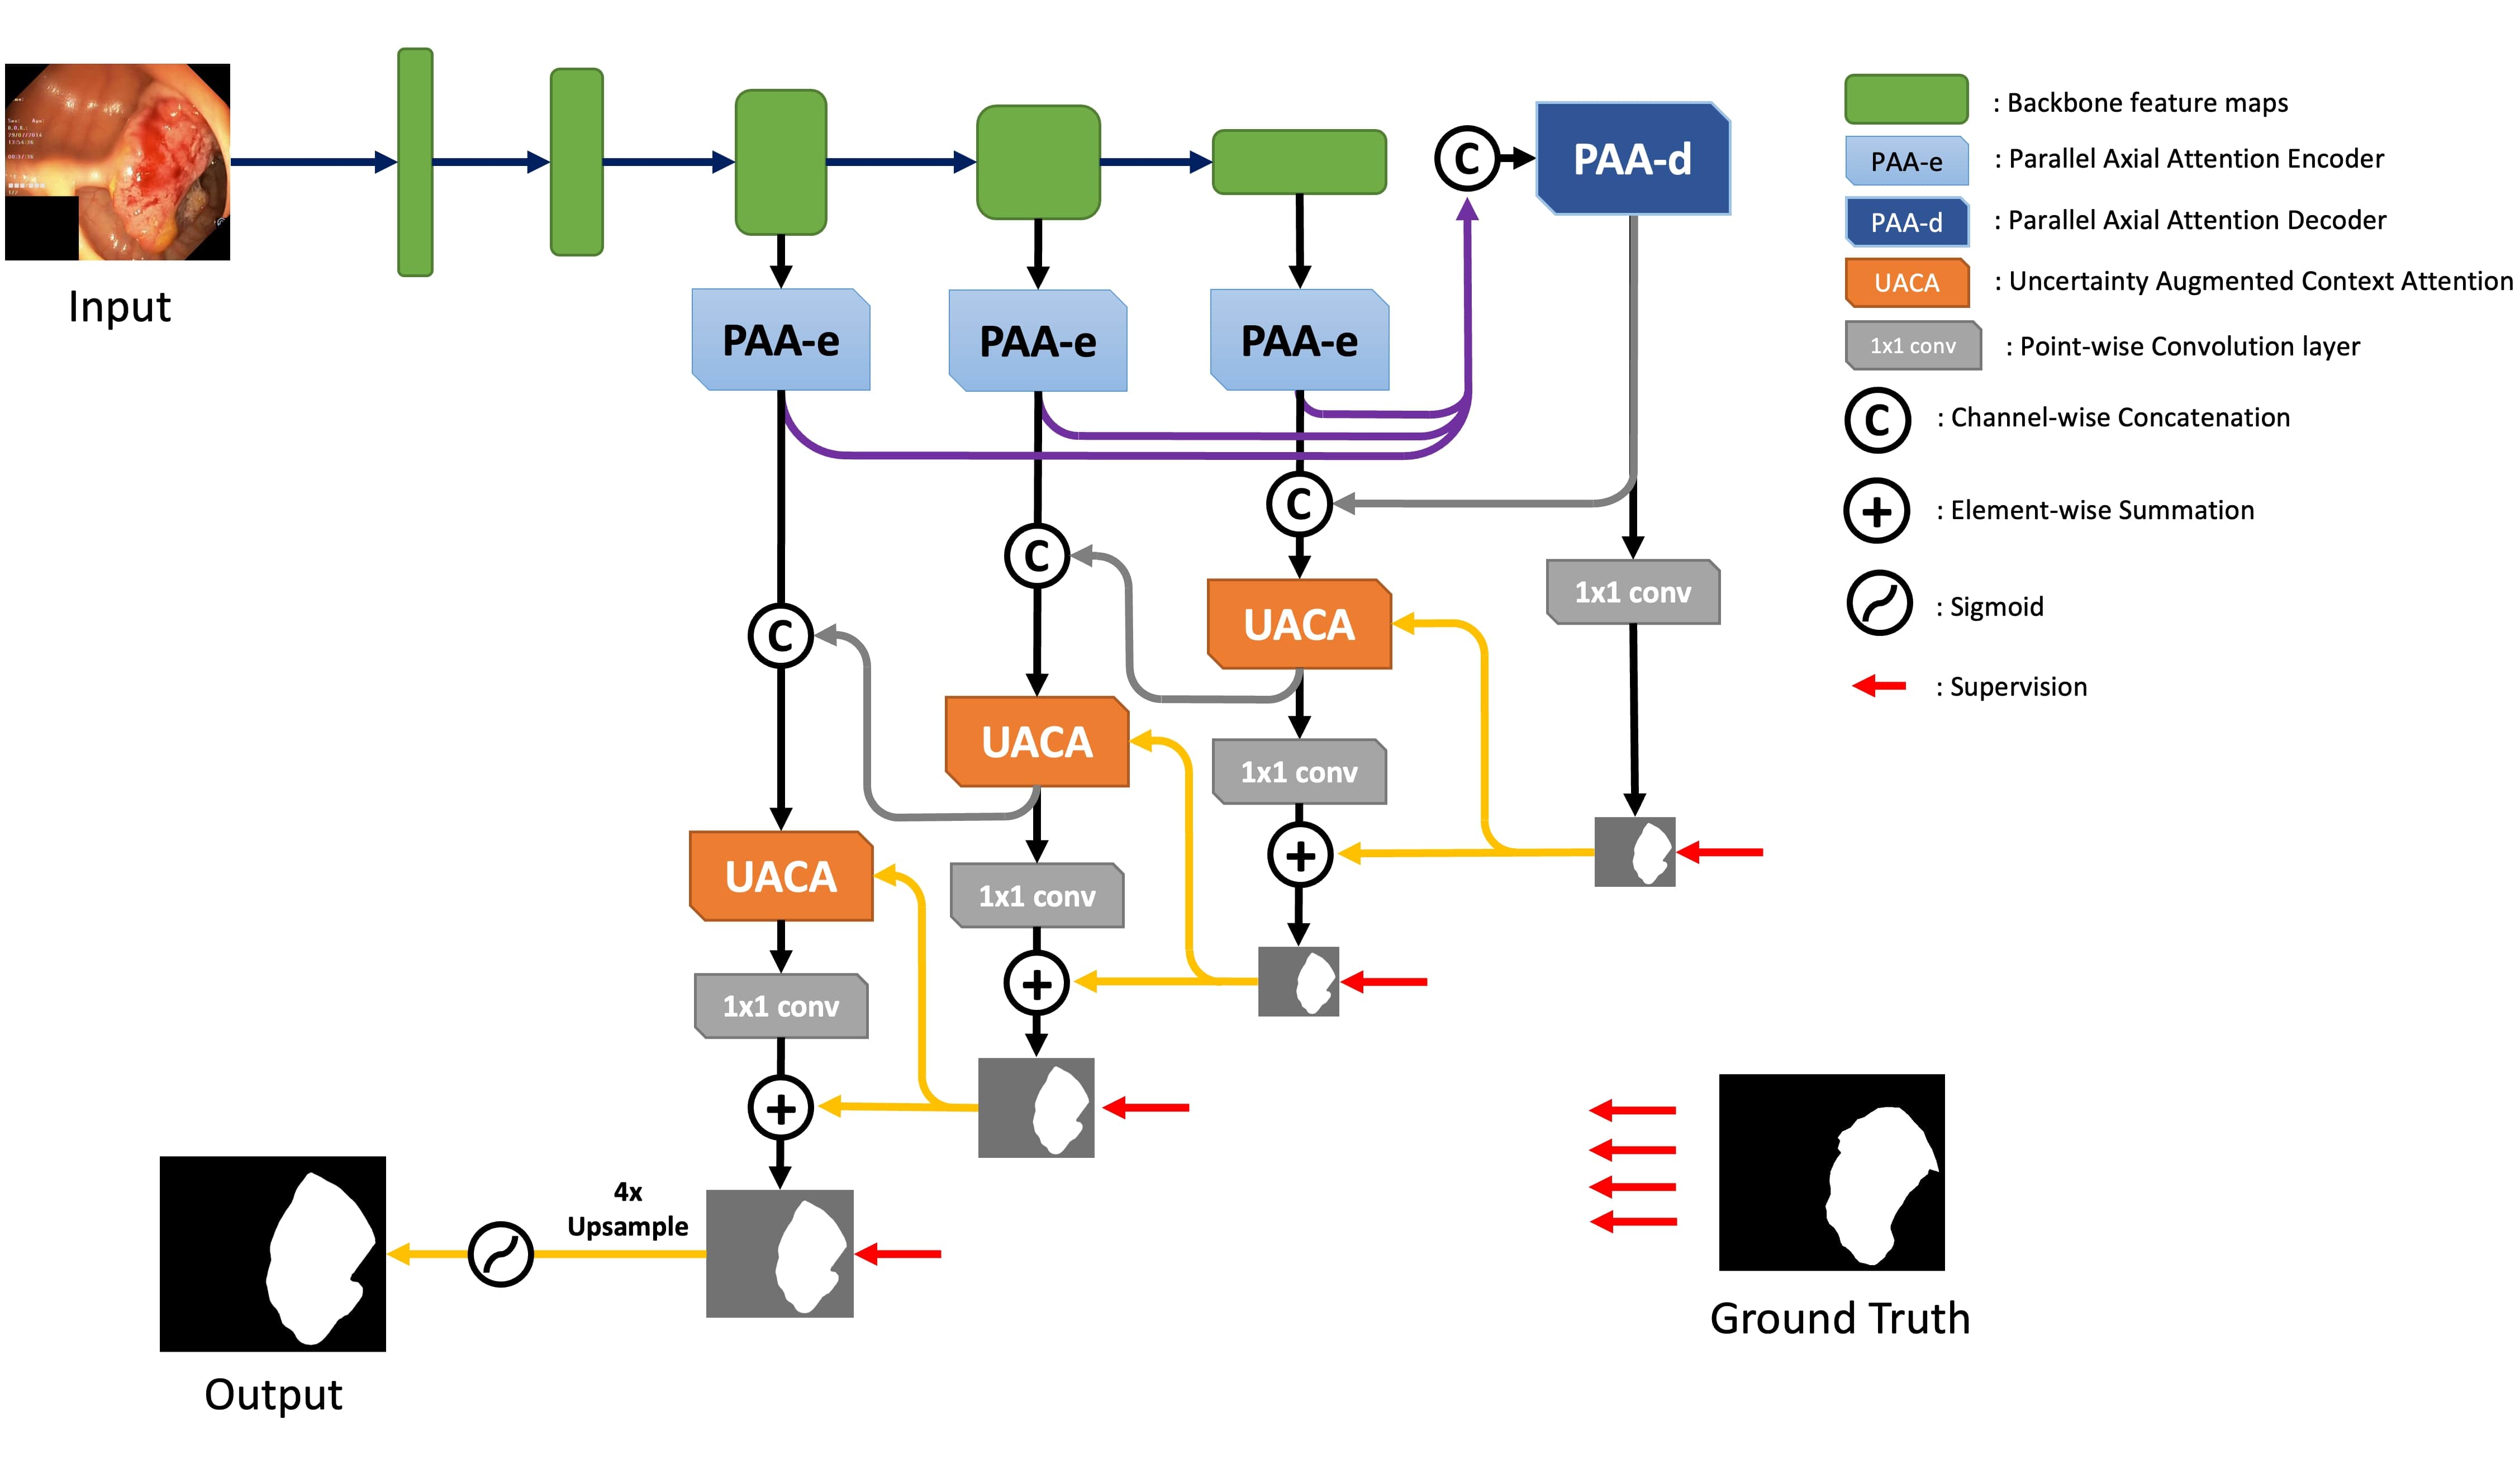 Input
C
PAA-d
PAA-e
PAA-e
PAA-e
C
C
C
UACA
1x1 conv
UACA
1x1 conv
UACA
1x1 conv
1x1 conv
+
+
+
4x
Upsample
Output
Ground Truth
: Backbone feature maps
PAA-e : Parallel Axial Attention Encoder
PAA-d : Parallel Axial Attention Decoder
UACA : Uncertainty Augmented Context Attention
1x1 conv : Point-wise Convolution layer
C : Channel-wise Concatenation
+ : Element-wise Summation
: Sigmoid
: Supervision